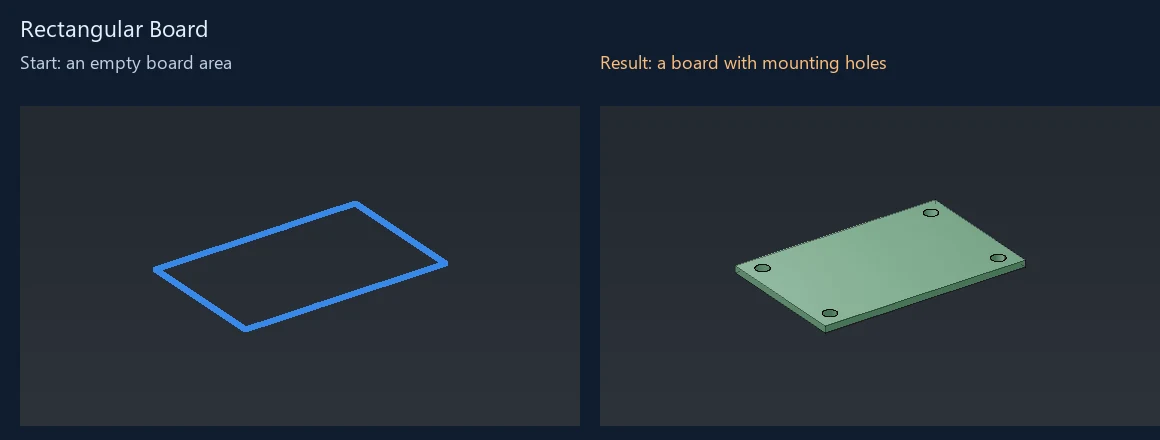 Rectangular Board
Start: an empty board area
Result: a board with mounting holes